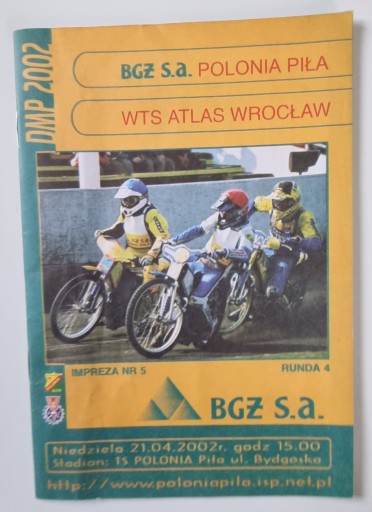 DMP 2002
BGŻ S.a. POLONIA PIŁA
WTS ATLAS WROCŁAW
IMPREZA NR 5
RUNDA 4
BGŻ S.a.
Niedziela 21.04.2002r. godz 15.00
Stadion: TS POLONIA Piła ul. Bydgoska
http://www.poloniapila.isp.net.pl